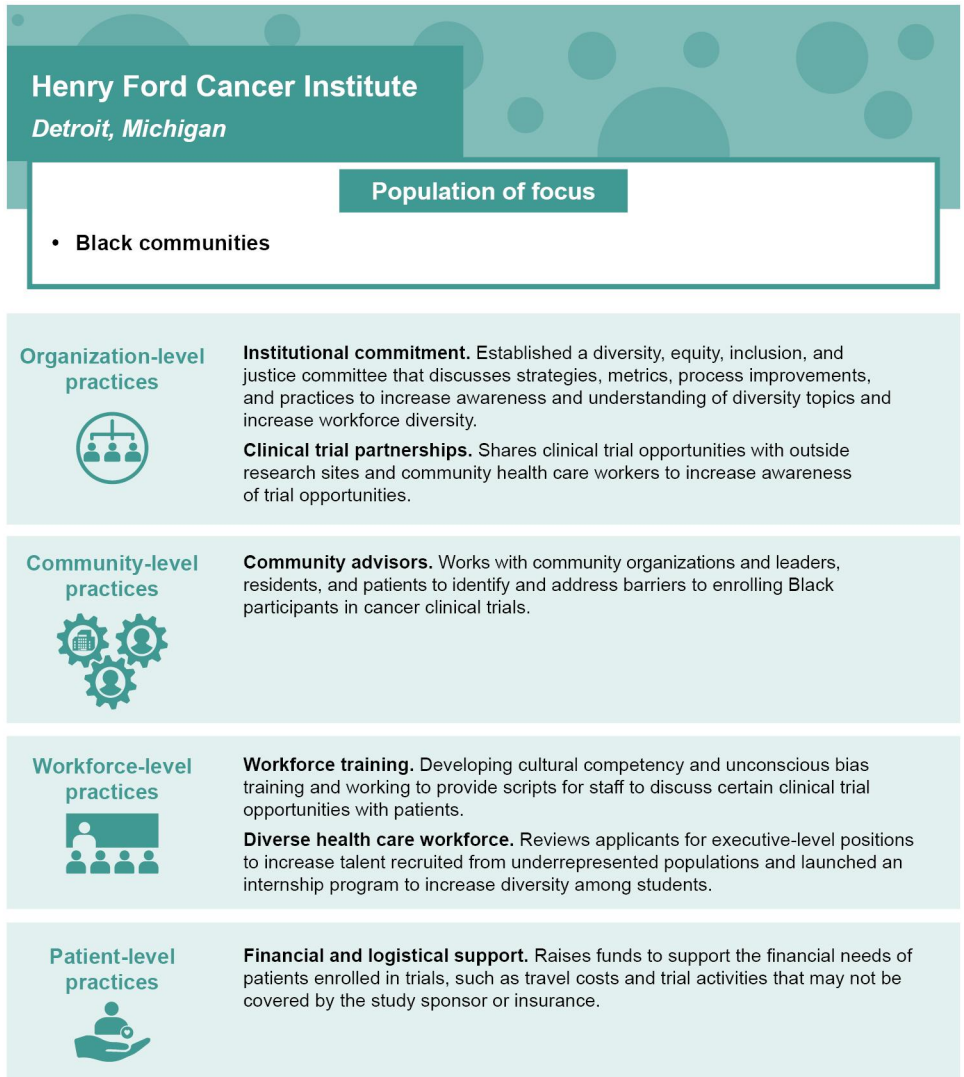 Henry Ford Cancer Institute
Detroit, Michigan
Population of focus
• Black communities
Organization-level
practices
Institutional commitment. Established a diversity, equity, inclusion, and
justice committee that discusses strategies, metrics, process improvements,
and practices to increase awareness and understanding of diversity topics and
increase workforce diversity.
Clinical trial partnerships. Shares clinical trial opportunities with outside
research sites and community health care workers to increase awareness
of trial opportunities.
Community-level
practices
Community advisors. Works with community organizations and leaders,
residents, and patients to identify and address barriers to enrolling Black
participants in cancer clinical trials.
Workforce-level
practices
Workforce training. Developing cultural competency and unconscious bias
training and working to provide scripts for staff to discuss certain clinical trial
opportunities with patients.
Diverse health care workforce. Reviews applicants for executive-level positions
to increase talent recruited from underrepresented populations and launched an
internship program to increase diversity among students.
Patient-level
practices
Financial and logistical support. Raises funds to support the financial needs of
patients enrolled in trials, such as travel costs and trial activities that may not be
covered by the study sponsor or insurance.